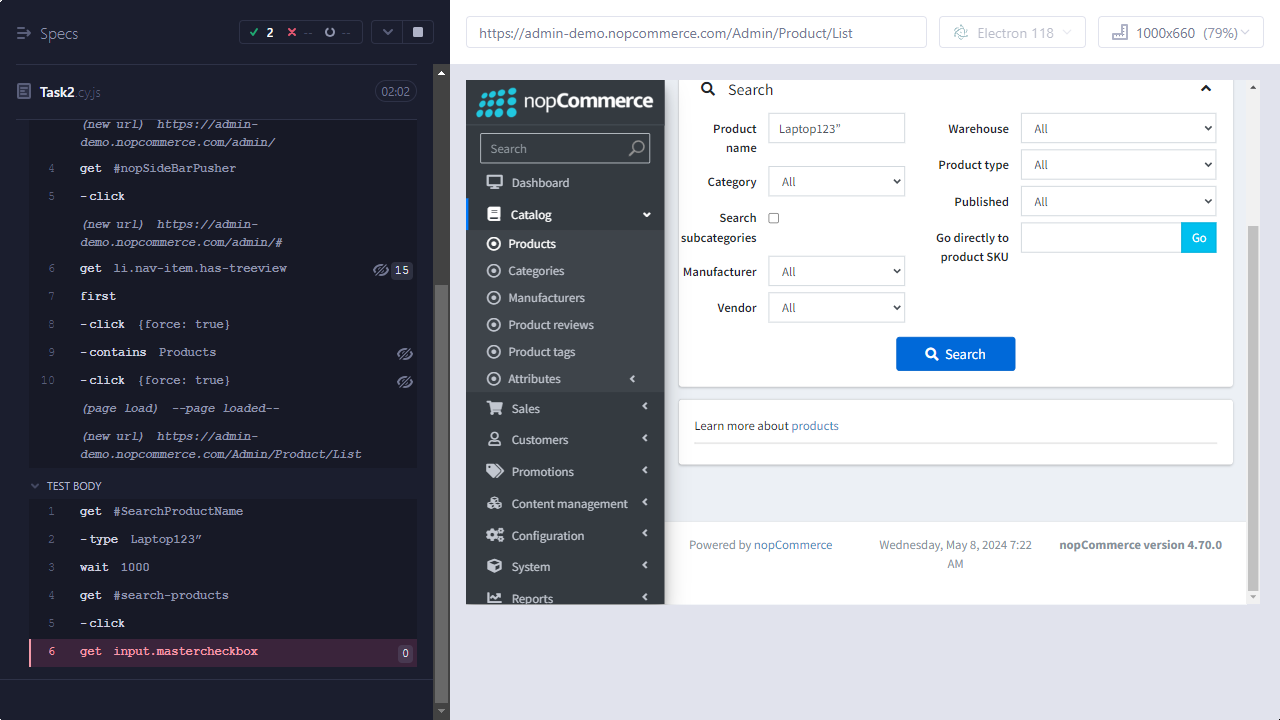 Specs
2
--
--
Task2.cy.js
02:02
(new url) https://admin-
demo.nopcommerce.com/admin/
4 get #nopSideBarPusher
5 -click
(new url) https://admin-
demo.nopcommerce.com/admin/#
6 get li.nav-item.has-treeview 15
7 first
8 -click {force: true}
9 -contains Products
10 -click {force: true}
(page load) --page loaded--
(new url) https://admin-
demo.nopcommerce.com/Admin/Product/List
TEST BODY
1 get #SearchProductName
2 -type Laptop123”
3 wait 1000
4 get #search-products
5 -click
6 get input.mastercheckbox 0
https://admin-demo.nopcommerce.com/Admin/Product/List
Electron 118
1000x660 (79%)
nopCommerce
Search
Dashboard
Catalog
Products
Categories
Manufacturers
Product reviews
Product tags
Attributes
Sales
Customers
Promotions
Content management
Configuration
System
Reports
Search
Product name
Laptop123”
Category
All
Search subcategories
Manufacturer
All
Vendor
All
Warehouse
All
Product type
All
Published
All
Go directly to product SKU
Go
Search
Learn more about products
Powered by nopCommerce
Wednesday, May 8, 2024 7:22 AM
nopCommerce version 4.70.0